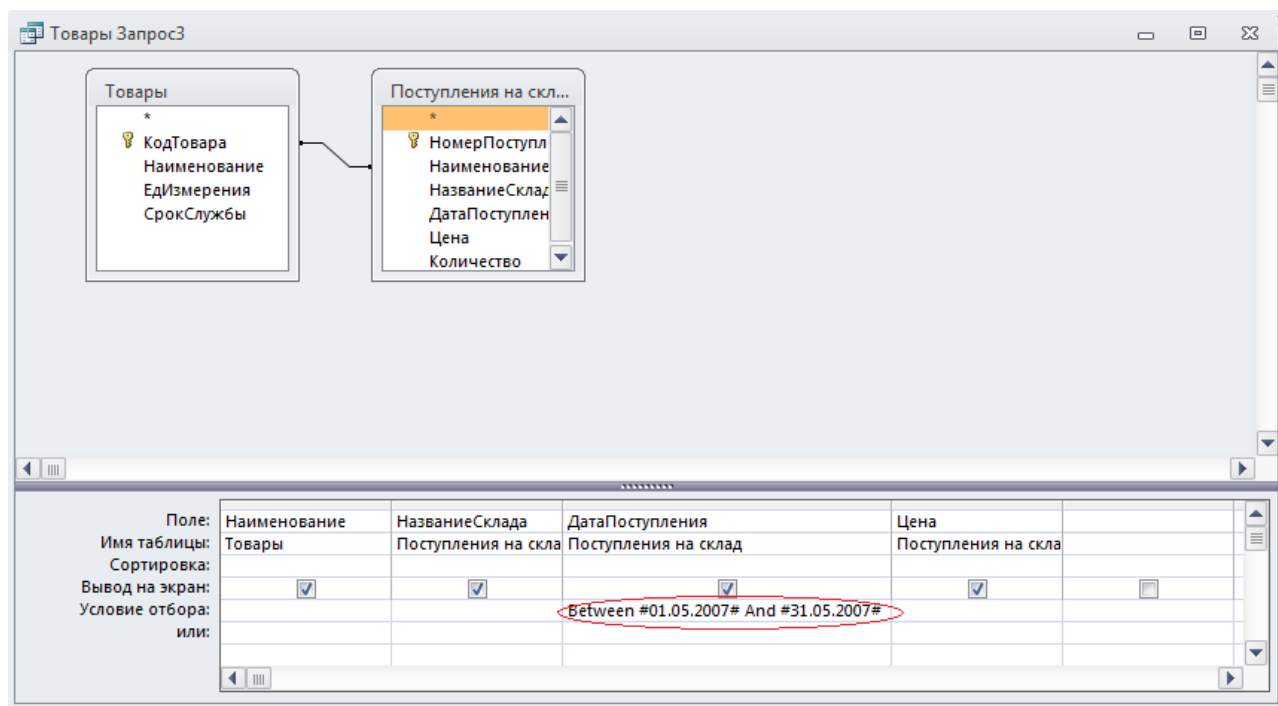 Товары Запрос3
Товары
*
КодТовара
Наименование
ЕдИзмерения
СрокСлужбы
Поступления на скл...
*
НомерПоступл
Наименование
НазваниеСклад
ДатаПоступлен
Цена
Количество
Поле: Наименование НазваниеСклада ДатаПоступления Цена
Имя таблицы: Товары Поступления на скла Поступления на склад Поступления на скла
Сортировка:
Вывод на экран:
Условие отбора: Between #01.05.2007# And #31.05.2007#
или: